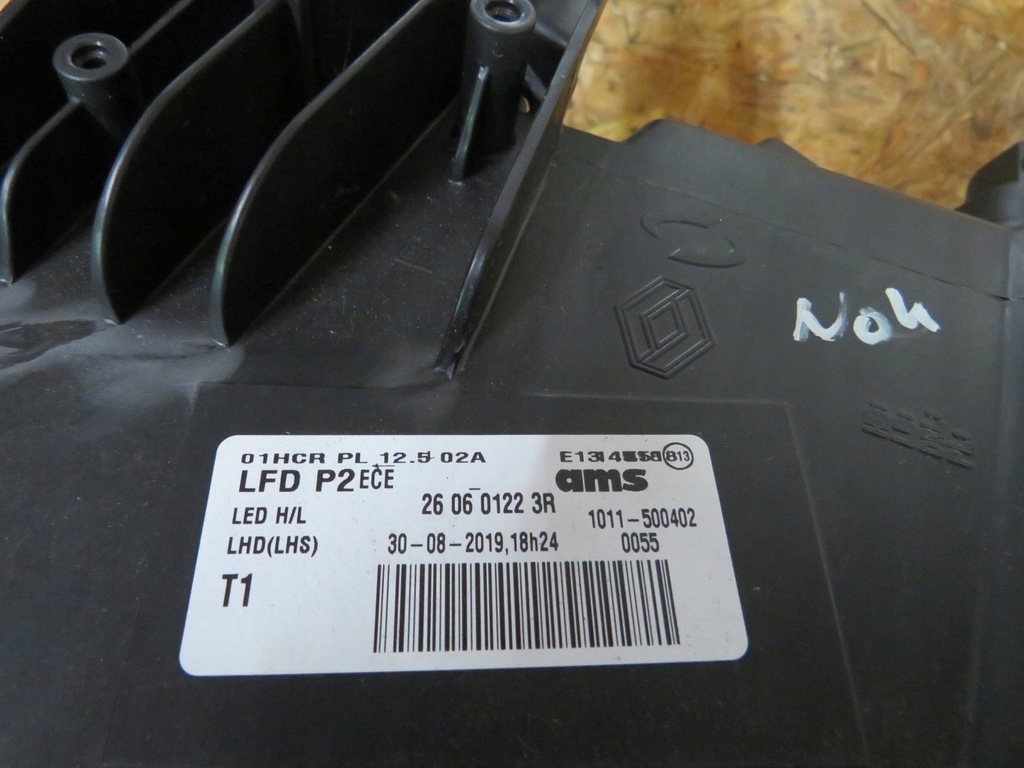 Noh
01HCR PL 12.5 02A
LFD P2 ECE
ams
26 06 0122 3R
LED H/L
1011-500402
LHD(LHS)
30-08-2019,18h24
0055
T1